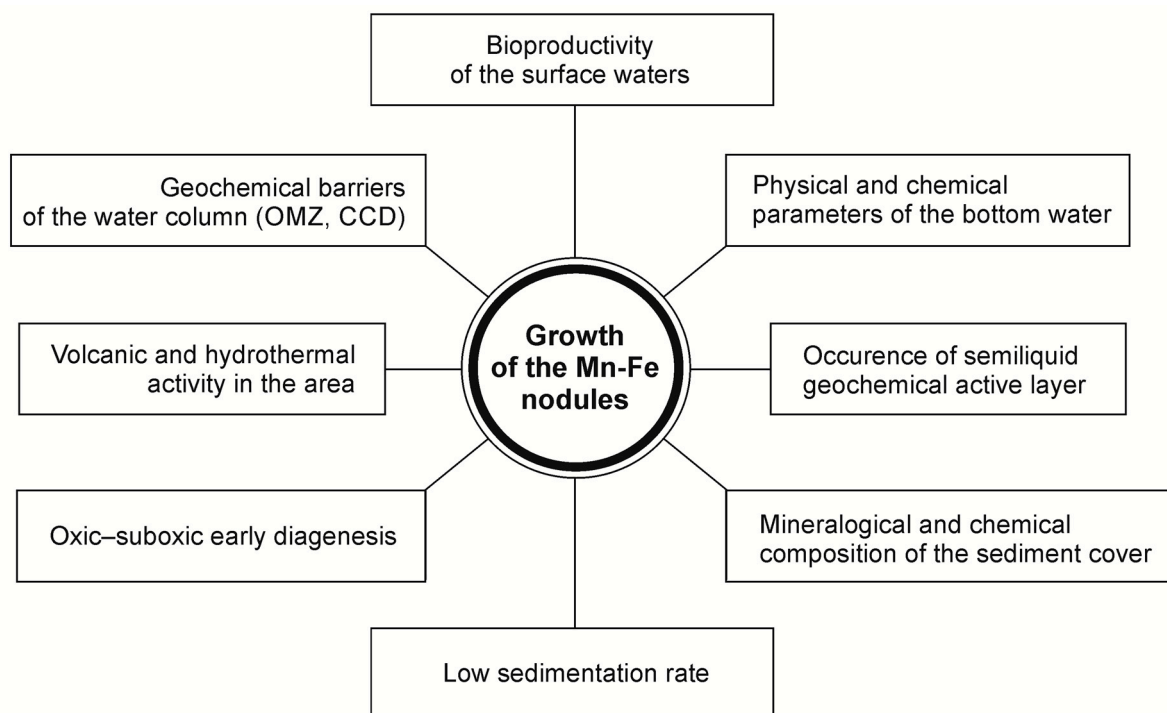 Bioproductivity
of the surface waters
Geochemical barriers
of the water column (OMZ, CCD)
Physical and chemical
parameters of the bottom water
Volcanic and hydrothermal
activity in the area
Growth
of the Mn-Fe
nodules
Occurence of semiliquid
geochemical active layer
Oxic–suboxic early diagenesis
Mineralogical and chemical
composition of the sediment cover
Low sedimentation rate